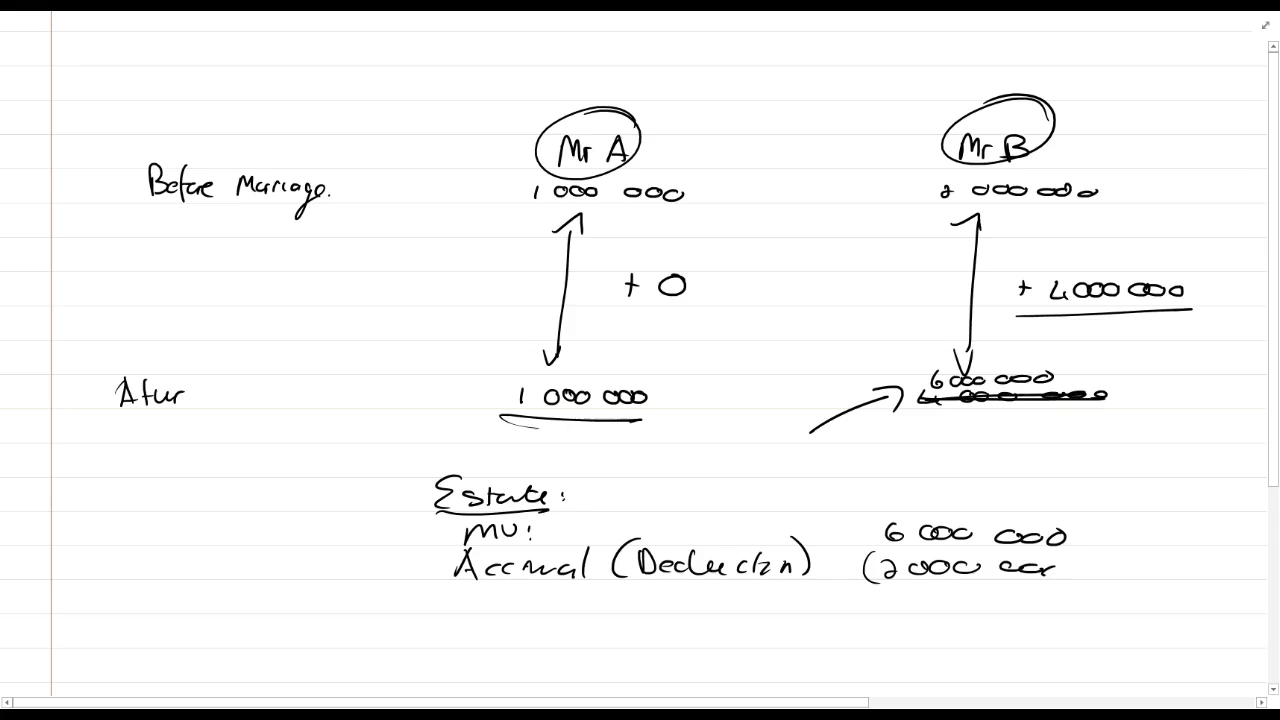 Mr A Mr B
Before Marriage. 1 000 000 2 000 000
+ 0 + 4 000 000
6 000 000
After 1 000 000
Estate:
MV: 6 000 000
Accrual (Deduction) (2 000 000